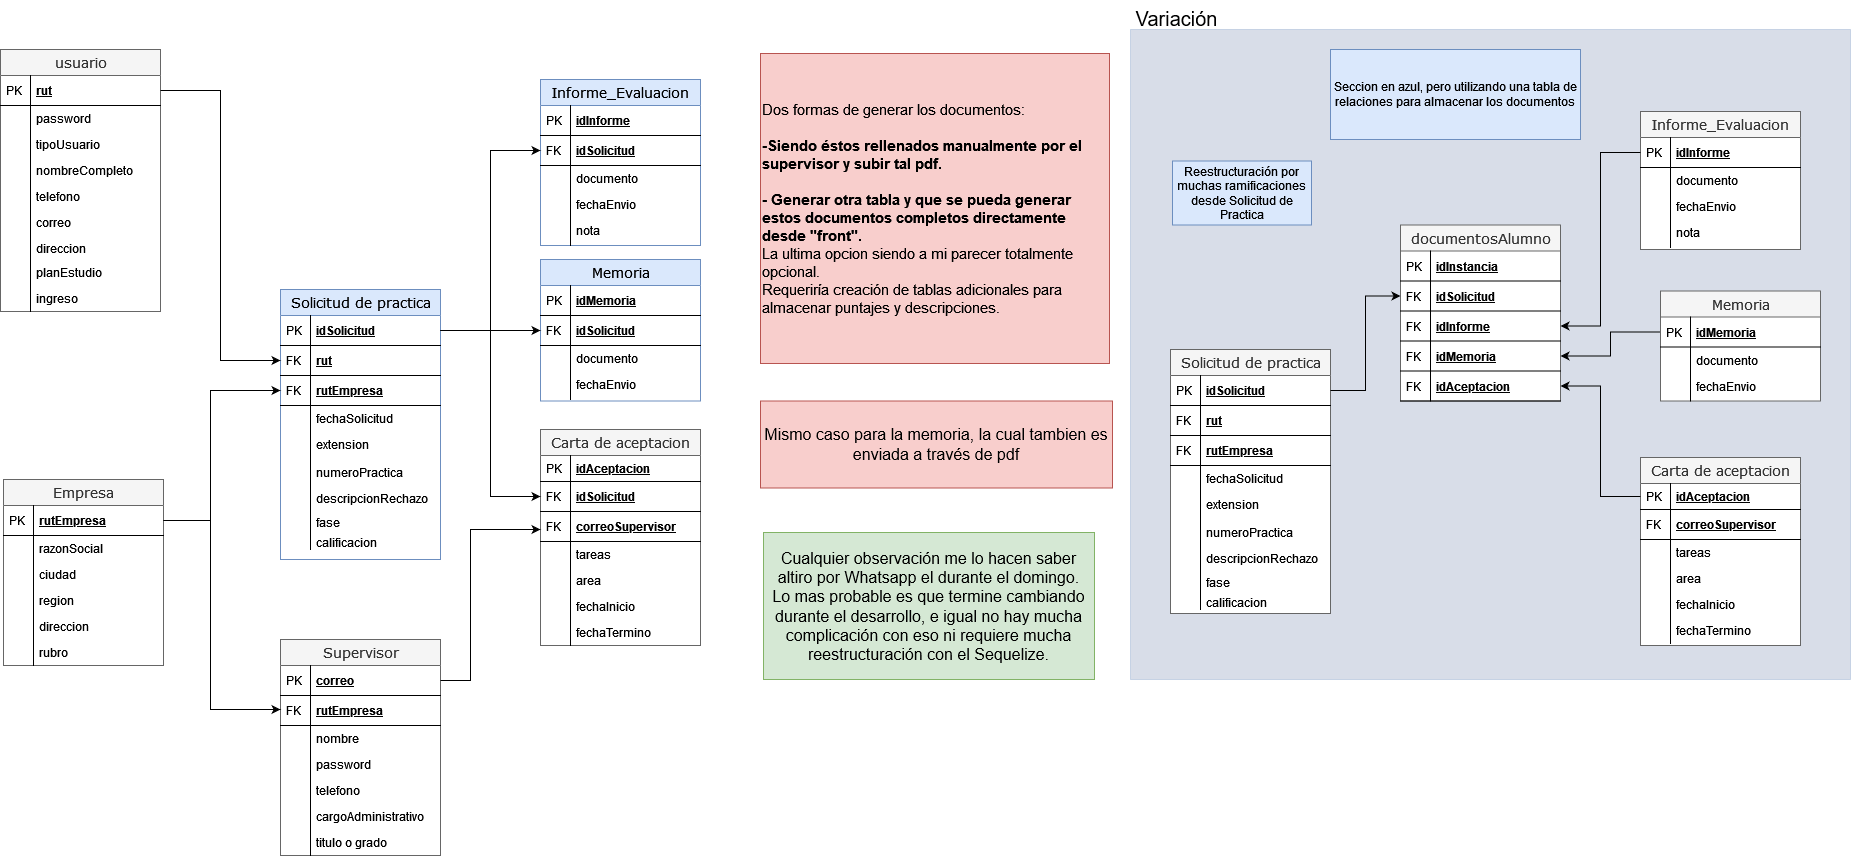 usuario
PK rut
password
tipoUsuario
nombreCompleto
telefono
correo
direccion
planEstudio
ingreso
Empresa
PK rutEmpresa
razonSocial
ciudad
region
direccion
rubro
Solicitud de practica
PK idSolicitud
FK rut
FK rutEmpresa
fechaSolicitud
extension
numeroPractica
descripcionRechazo
fase
calificacion
Supervisor
PK correo
FK rutEmpresa
nombre
password
telefono
cargoAdministrativo
titulo o grado
Informe_Evaluacion
PK idInforme
FK idSolicitud
documento
fechaEnvio
nota
Memoria
PK idMemoria
FK idSolicitud
documento
fechaEnvio
Carta de aceptacion
PK idAceptacion
FK idSolicitud
FK correoSupervisor
tareas
area
fechaInicio
fechaTermino
Dos formas de generar los documentos:
-Siendo éstos rellenados manualmente por el
supervisor y subir tal pdf.
- Generar otra tabla y que se pueda generar
estos documentos completos directamente
desde "front".
La ultima opcion siendo a mi parecer totalmente
opcional.
Requeriría creación de tablas adicionales para
almacenar puntajes y descripciones.
Mismo caso para la memoria, la cual tambien es
enviada a través de pdf
Cualquier observación me lo hacen saber
altiro por Whatsapp el durante el domingo.
Lo mas probable es que termine cambiando
durante el desarrollo, e igual no hay mucha
complicación con eso ni requiere mucha
reestructuración con el Sequelize.
Variación
Seccion en azul, pero utilizando una tabla de
relaciones para almacenar los documentos
Reestructuración por
muchas ramificaciones
desde Solicitud de
Practica
Solicitud de practica
PK idSolicitud
FK rut
FK rutEmpresa
fechaSolicitud
extension
numeroPractica
descripcionRechazo
fase
calificacion
documentosAlumno
PK idInstancia
FK idSolicitud
FK idInforme
FK idMemoria
FK idAceptacion
Informe_Evaluacion
PK idInforme
documento
fechaEnvio
nota
Memoria
PK idMemoria
documento
fechaEnvio
Carta de aceptacion
PK idAceptacion
FK correoSupervisor
tareas
area
fechaInicio
fechaTermino